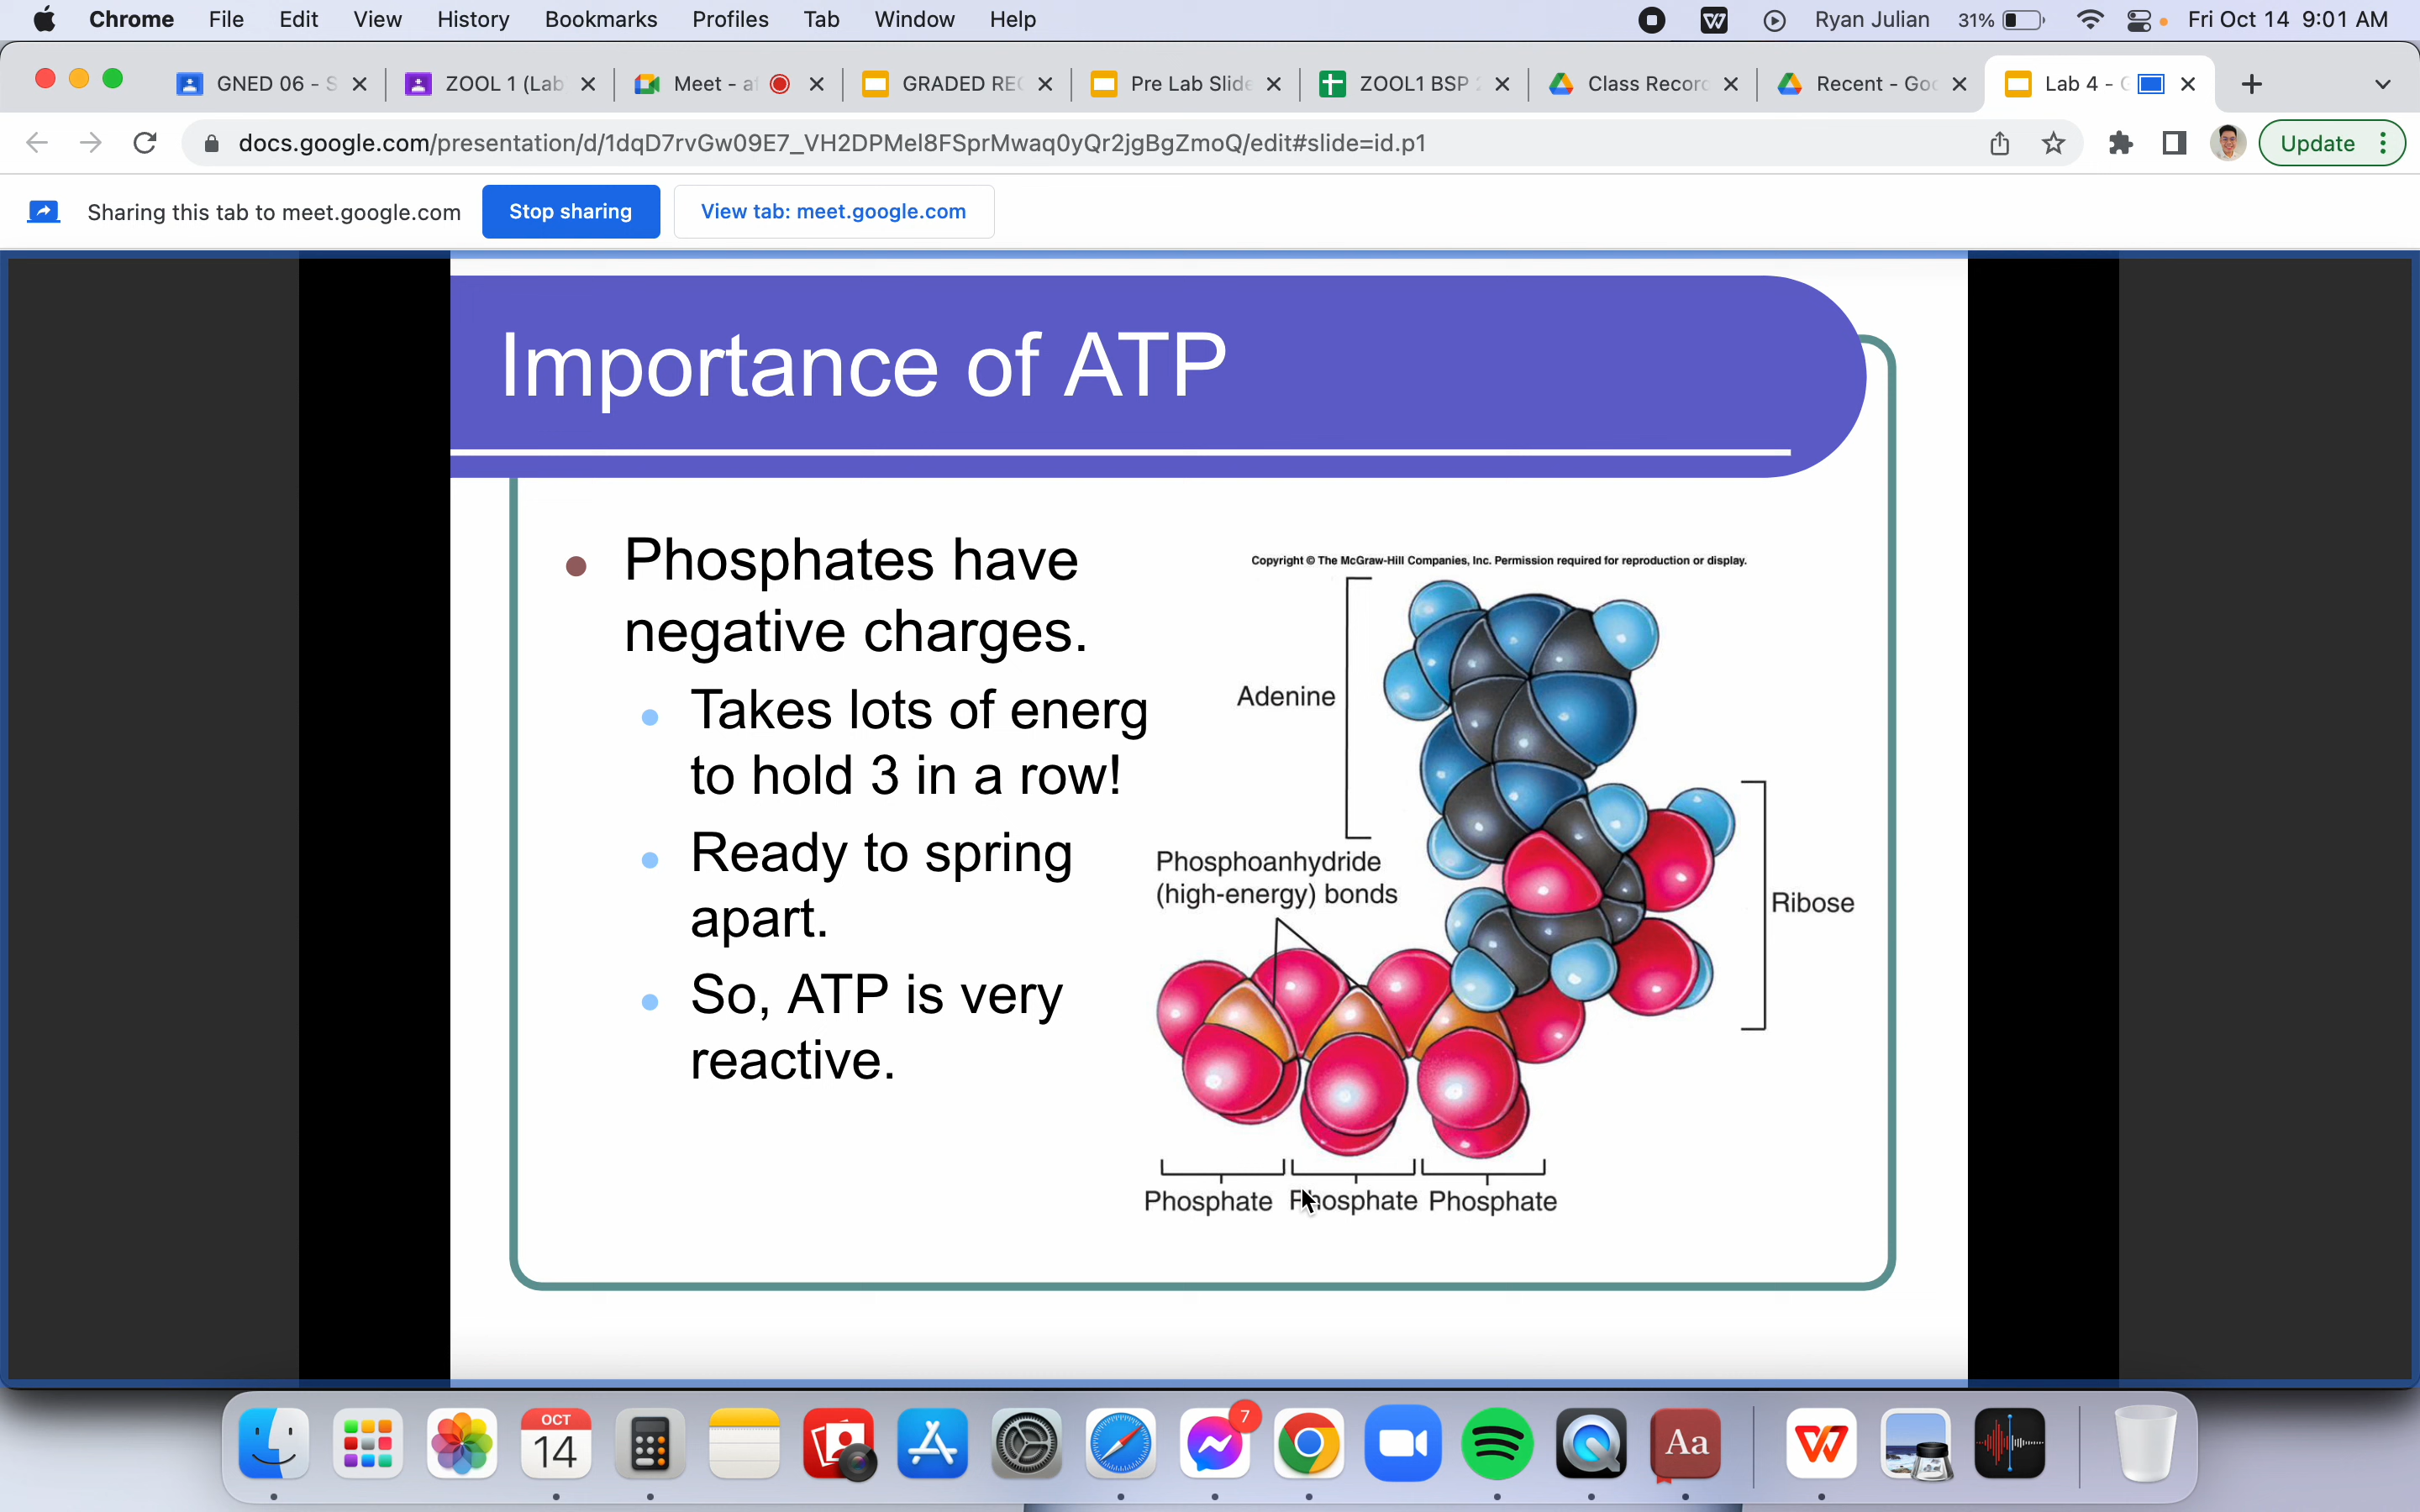 Chrome File Edit View History Bookmarks Profiles Tab Window Help Ryan Julian 31% Fri Oct 14 9:01 AM
GNED 06 - S ZOOL 1 (Lab Meet - a GRADED REC Pre Lab Slide ZOOL1 BSP Class Record Recent - Goo Lab 4 -
docs.google.com/presentation/d/1dqD7rvGw09E7_VH2DPMel8FSprMwaq0yQr2jgBgZmoQ/edit#slide=id.p1 Update
Sharing this tab to meet.google.com Stop sharing View tab: meet.google.com
Importance of ATP
Phosphates have
negative charges.
Takes lots of energ
to hold 3 in a row!
Ready to spring
apart.
So, ATP is very
reactive.
Copyright © The McGraw-Hill Companies, Inc. Permission required for reproduction or display.
Adenine
Phosphoanhydride
(high-energy) bonds
Ribose
Phosphate Phosphate Phosphate
OCT
14
7
Aa